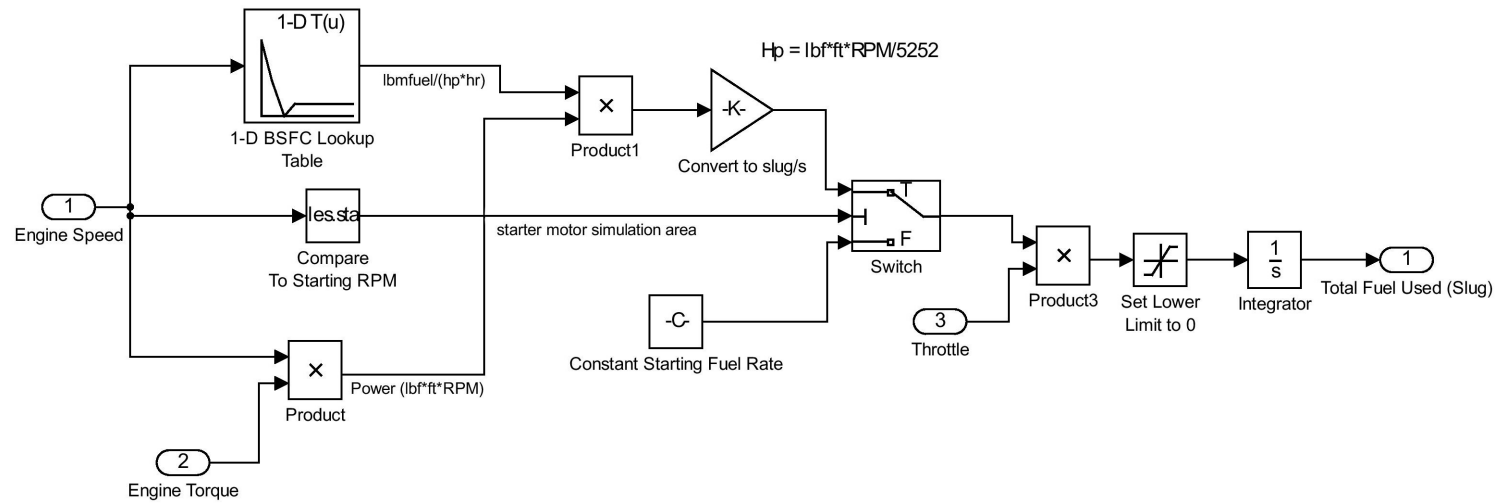 1-D T(u)
Hp = lbf*ft*RPM/5252
lbmfuel/(hp*hr)
×
-K-
1-D BSFC Lookup
Table
Product1
Convert to slug/s
1
Engine Speed
les.sta
starter motor simulation area
Compare
To Starting RPM
T
F
Switch
×
Product3
Set Lower
Limit to 0
1
s
Integrator
1
Total Fuel Used (Slug)
-C-
Constant Starting Fuel Rate
3
Throttle
×
Power (lbf*ft*RPM)
Product
2
Engine Torque